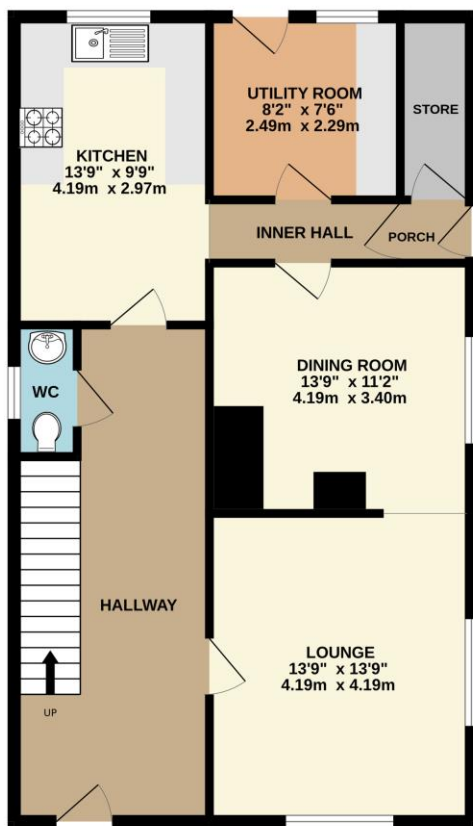 UTILITY ROOM
8'2" x 7'6"
2.49m x 2.29m
STORE
KITCHEN
13'9" x 9'9"
4.19m x 2.97m
INNER HALL
PORCH
DINING ROOM
13'9" x 11'2"
4.19m x 3.40m
WC
HALLWAY
LOUNGE
13'9" x 13'9"
4.19m x 4.19m
UP